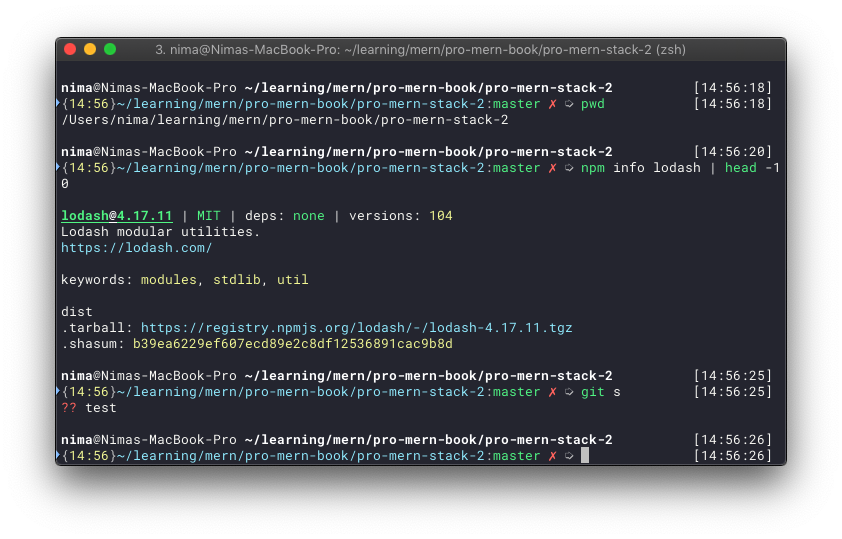 3. nima@Nimas-MacBook-Pro: ~/learning/mern/pro-mern-book/pro-mern-stack-2 (zsh)
nima@Nimas-MacBook-Pro ~/learning/mern/pro-mern-book/pro-mern-stack-2 [14:56:18]
{14:56}~/learning/mern/pro-mern-book/pro-mern-stack-2:master ✗ ➭ pwd [14:56:18]
/Users/nima/learning/mern/pro-mern-book/pro-mern-stack-2
nima@Nimas-MacBook-Pro ~/learning/mern/pro-mern-book/pro-mern-stack-2 [14:56:20]
{14:56}~/learning/mern/pro-mern-book/pro-mern-stack-2:master ✗ ➭ npm info lodash | head -1
0
lodash@4.17.11 | MIT | deps: none | versions: 104
Lodash modular utilities.
https://lodash.com/
keywords: modules, stdlib, util
dist
.tarball: https://registry.npmjs.org/lodash/-/lodash-4.17.11.tgz
.shasum: b39ea6229ef607ecd89e2c8df12536891cac9b8d
nima@Nimas-MacBook-Pro ~/learning/mern/pro-mern-book/pro-mern-stack-2 [14:56:25]
{14:56}~/learning/mern/pro-mern-book/pro-mern-stack-2:master ✗ ➭ git s [14:56:25]
?? test
nima@Nimas-MacBook-Pro ~/learning/mern/pro-mern-book/pro-mern-stack-2 [14:56:26]
{14:56}~/learning/mern/pro-mern-book/pro-mern-stack-2:master ✗ ➭ [14:56:26]